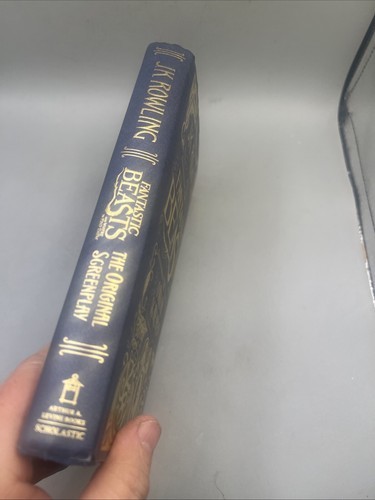 J.K. ROWLING
FANTASTIC
BEASTS
THE ORIGINAL
SCREENPLAY
ARTHUR A.
LEVINE BOOKS
SCHOLASTIC